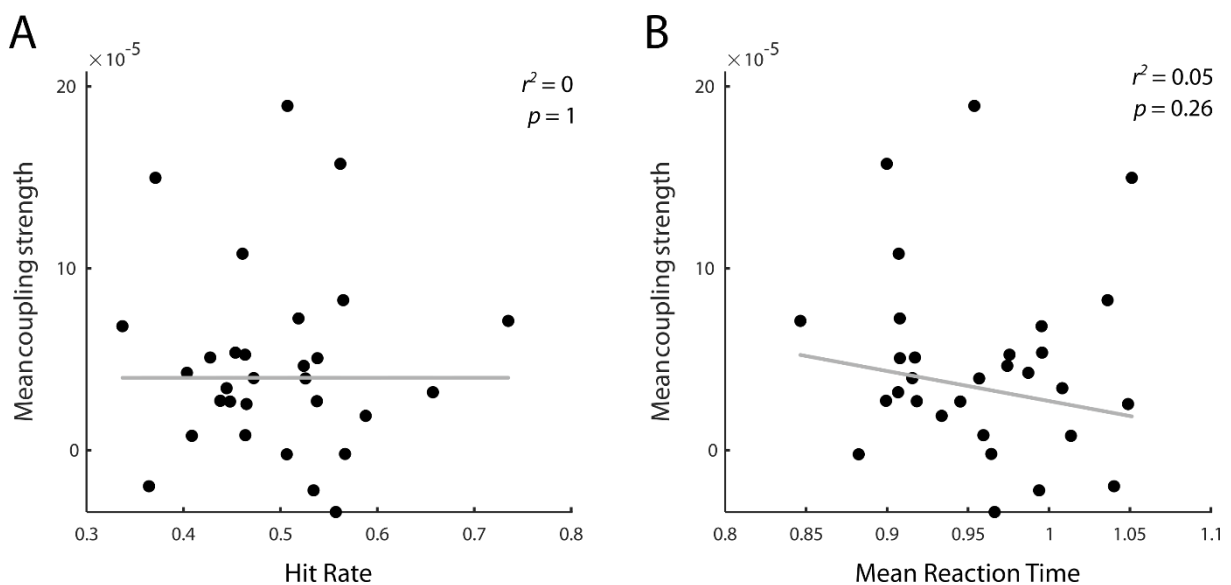 A
×10-5
r2 = 0
p = 1
20
10
0
Mean coupling strength
0.3 0.4 0.5 0.6 0.7 0.8
Hit Rate
B
×10-5
r2 = 0.05
p = 0.26
20
10
0
Mean coupling strength
0.8 0.85 0.9 0.95 1 1.05 1.1
Mean Reaction Time